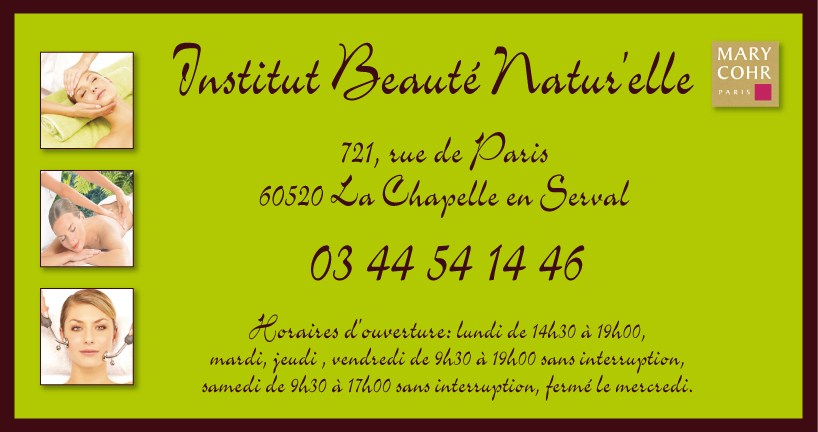 Institut Beauté Natur'elle
MARY
COHR
PARIS
721, rue de Paris
60520 La Chapelle en Serval
03 44 54 14 46
Horaires d'ouverture: lundi de 14h30 à 19h00,
mardi, jeudi , vendredi de 9h30 à 19h00 sans interruption,
samedi de 9h30 à 17h00 sans interruption, fermé le mercredi.